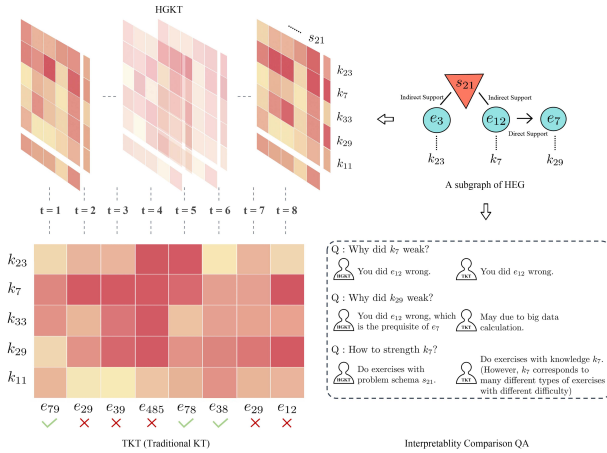 HGKT
s21
k23
k7
k33
k29
k11
t = 1
t = 2
t = 3
t = 4
t = 5
t = 6
t = 7
t = 8
s21
Indirect Support
Indirect Support
e3
e12
e7
Direct Support
k23
k7
k29
A subgraph of HEG
k23
k7
k33
k29
k11
e79
e29
e39
e485
e78
e38
e29
e12
TKT (Traditional KT)
Q : Why did k7 weak?
HGKT
You did e12 wrong.
TKT
You did e12 wrong.
Q : Why did k29 weak?
HGKT
You did e12 wrong, which
is the prequisite of e7
TKT
May due to big data
calculation.
Q : How to strength k7?
HGKT
Do exercises with
problem schema s21.
TKT
Do exercises with knowledge k7.
(However, k7 corresponds to
many different types of exercises
with different difficulty)
Interpretablity Comparison QA